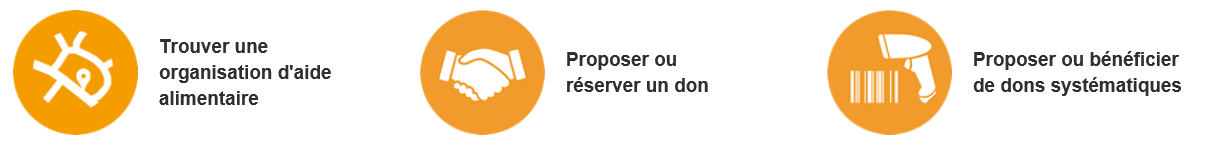 Trouver une
organisation d'aide
alimentaire
Proposer ou
réserver un don
Proposer ou bénéficier
de dons systématiques